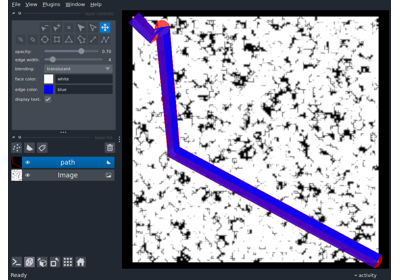 File View Plugins Window Help
opacity: 0.70
edge width: 4
blending: translucent
face color: white
edge color: blue
display text:
path
Image
Ready
activity